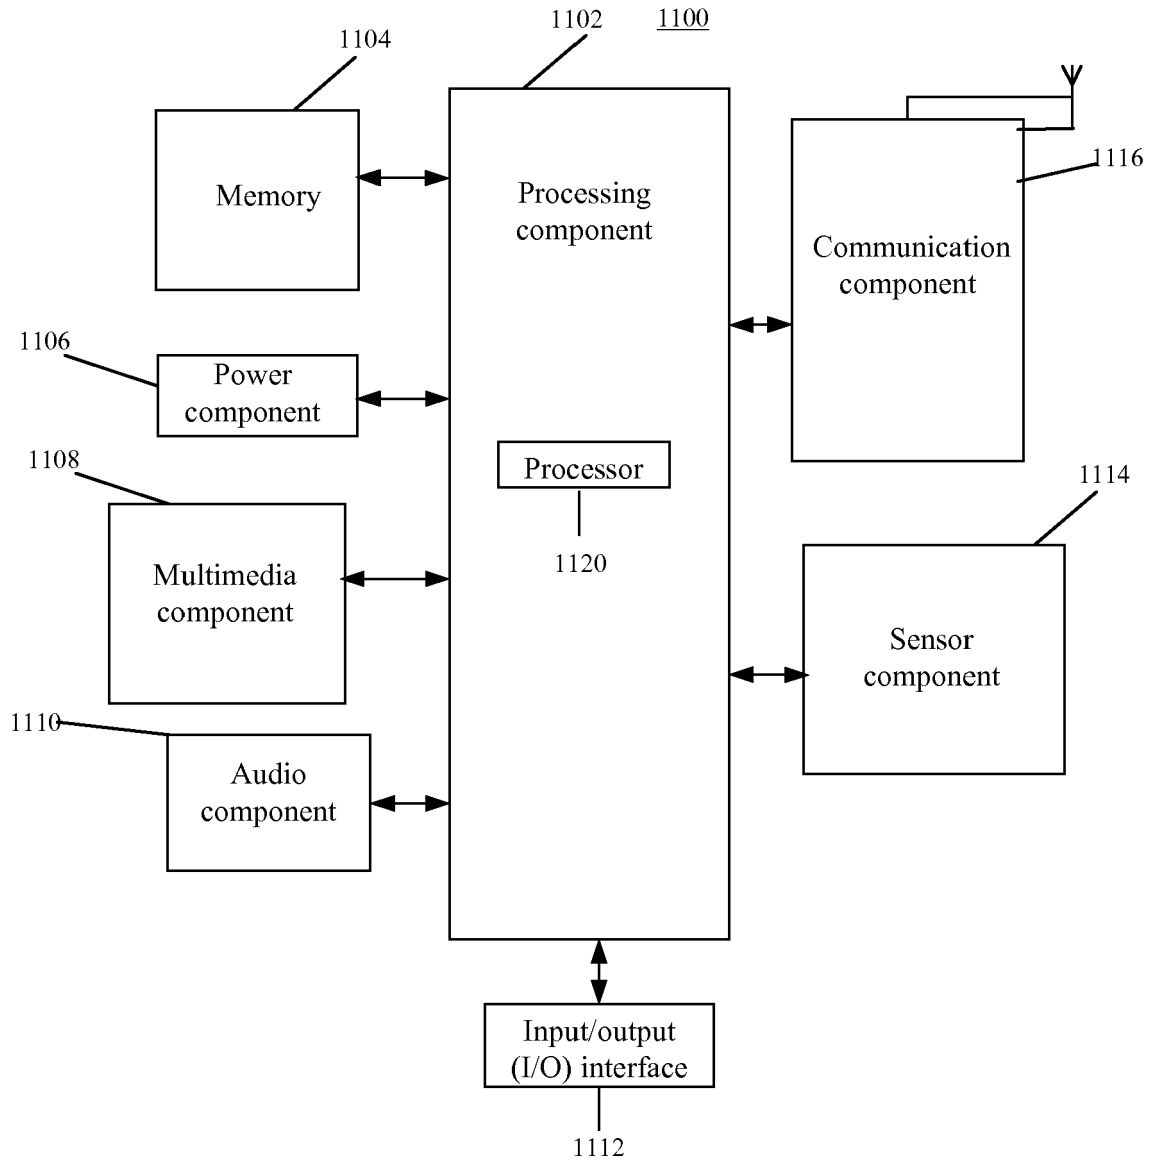 1102
1100
1104
Memory
Processing
component
1116
Communication
component
1106
Power
component
1108
Processor
1120
1114
Multimedia
component
Sensor
component
1110
Audio
component
Input/output
(I/O) interface
1112